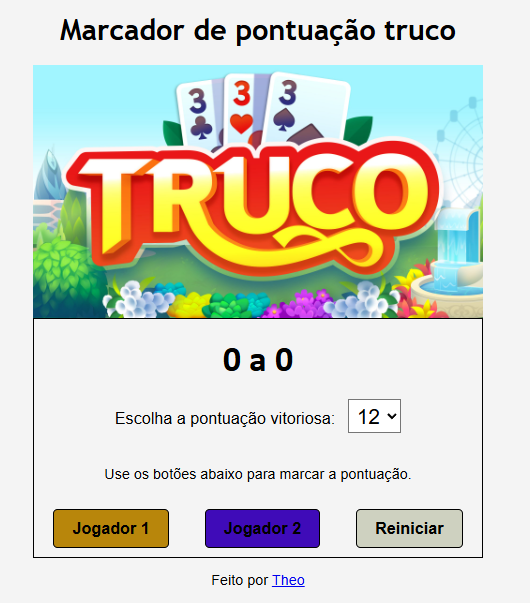 Marcador de pontuação truco
3 3 3
TRUCO
0 a 0
Escolha a pontuação vitoriosa: 12
Use os botões abaixo para marcar a pontuação.
Jogador 1 Jogador 2 Reiniciar
Feito por Theo